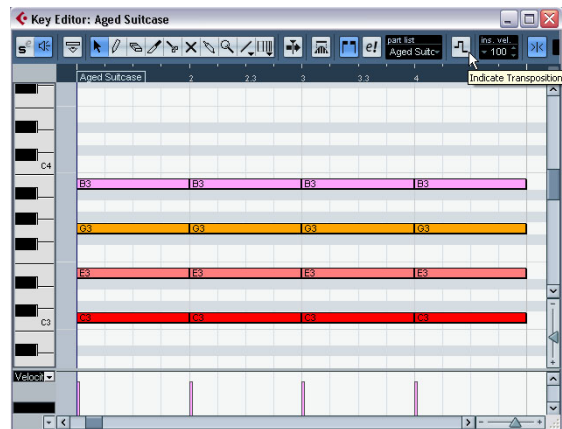 Key Editor: Aged Suitcase
part list
Aged Suitc
ins. vel.
100
Indicate Transposition
Aged Suitcase 2 2.3 3 3.3 4
C4
B3 B3 B3 B3
G3 G3 G3 G3
E3 E3 E3 E3
C3 C3 C3 C3 C3
Velocit